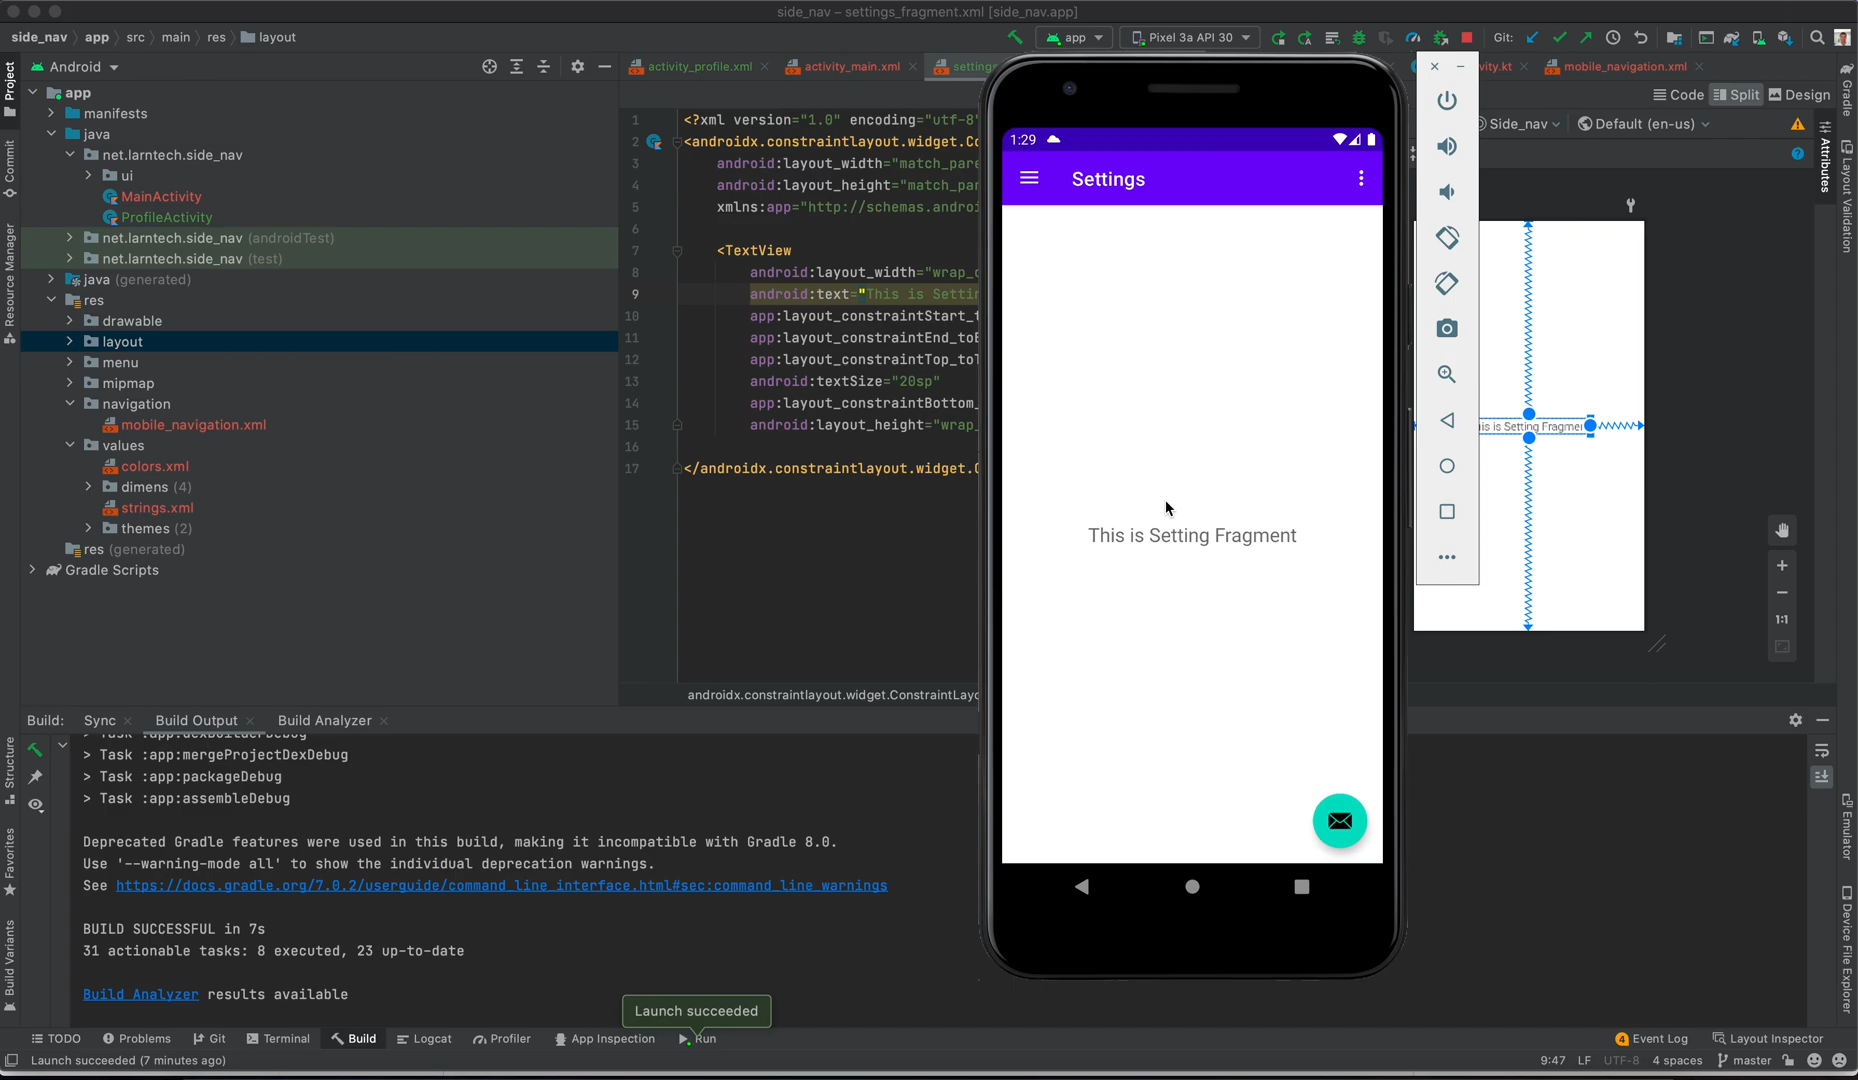 side_nav – settings_fragment.xml [side_nav.app]
side_nav app src main res layout
app Pixel 3a API 30 Git:
Project
Commit
Resource Manager
Structure
Favorites
Build Variants
Android
app
manifests
java
net.larntech.side_nav
ui
MainActivity
ProfileActivity
net.larntech.side_nav (androidTest)
net.larntech.side_nav (test)
java (generated)
res
drawable
layout
menu
mipmap
navigation
mobile_navigation.xml
values
colors.xml
dimens (4)
strings.xml
themes (2)
res (generated)
Gradle Scripts
activity_profile.xml activity_main.xml settings vity.kt mobile_navigation.xml
Code Split Design
Side_nav Default (en-us)
1 <?xml version="1.0" encoding="utf-8"
2 <androidx.constraintlayout.widget.Co
3 android:layout_width="match_pare
4 android:layout_height="match_par
5 xmlns:app="http://schemas.androi
6
7 <TextView
8 android:layout_width="wrap_c
9 android:text="This is Settin
10 app:layout_constraintStart_t
11 app:layout_constraintEnd_toE
12 app:layout_constraintTop_toT
13 android:textSize="20sp"
14 app:layout_constraintBottom_
15 android:layout_height="wrap_
16
17 </androidx.constraintlayout.widget.C
androidx.constraintlayout.widget.ConstraintLayo
1:29
Settings
This is Setting Fragment
is is Setting Fragmen
1:1
Gradle
Layout Validation
Attributes
Emulator
Device File Explorer
Build: Sync Build Output Build Analyzer
> Task :app:dexBuilderDebug
> Task :app:mergeProjectDexDebug
> Task :app:packageDebug
> Task :app:assembleDebug
Deprecated Gradle features were used in this build, making it incompatible with Gradle 8.0.
Use '--warning-mode all' to show the individual deprecation warnings.
See https://docs.gradle.org/7.0.2/userguide/command_line_interface.html#sec:command_line_warnings
BUILD SUCCESSFUL in 7s
31 actionable tasks: 8 executed, 23 up-to-date
Build Analyzer results available
Launch succeeded
TODO Problems Git Terminal Build Logcat Profiler App Inspection Run 4 Event Log Layout Inspector
Launch succeeded (7 minutes ago) 9:47 LF UTF-8 4 spaces master